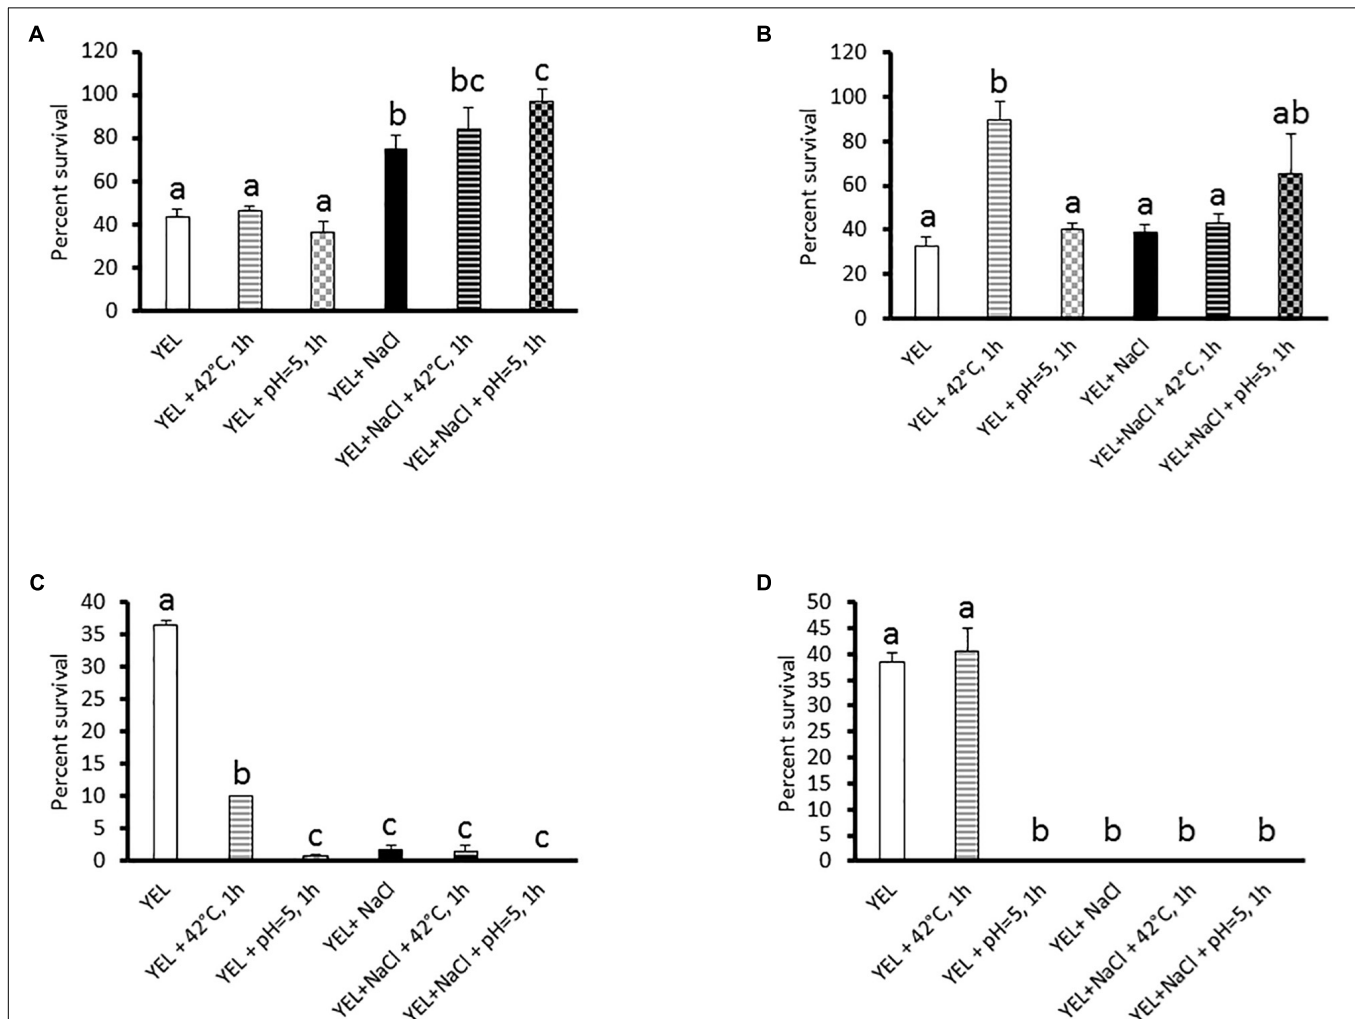 A
Percent survival
120
100
80
60
40
20
0
a
a
a
b
bc
c
YEL
YEL + 42°C, 1h
YEL + pH=5, 1h
YEL+ NaCl
YEL+NaCl + 42°C, 1h
YEL+NaCl + pH=5, 1h
B
Percent survival
120
100
80
60
40
20
0
a
b
a
a
a
ab
YEL
YEL + 42°C, 1h
YEL + pH=5, 1h
YEL+ NaCl
YEL+NaCl + 42°C, 1h
YEL+NaCl + pH=5, 1h
C
Percent survival
40
35
30
25
20
15
10
5
0
a
b
c
c
c
c
YEL
YEL + 42°C, 1h
YEL + pH=5, 1h
YEL+ NaCl
YEL+NaCl + 42°C, 1h
YEL+NaCl + pH=5, 1h
D
Percent survival
50
45
40
35
30
25
20
15
10
5
0
a
a
b
b
b
b
YEL
YEL + 42°C, 1h
YEL + pH=5, 1h
YEL+ NaCl
YEL+NaCl + 42°C, 1h
YEL+NaCl + pH=5, 1h